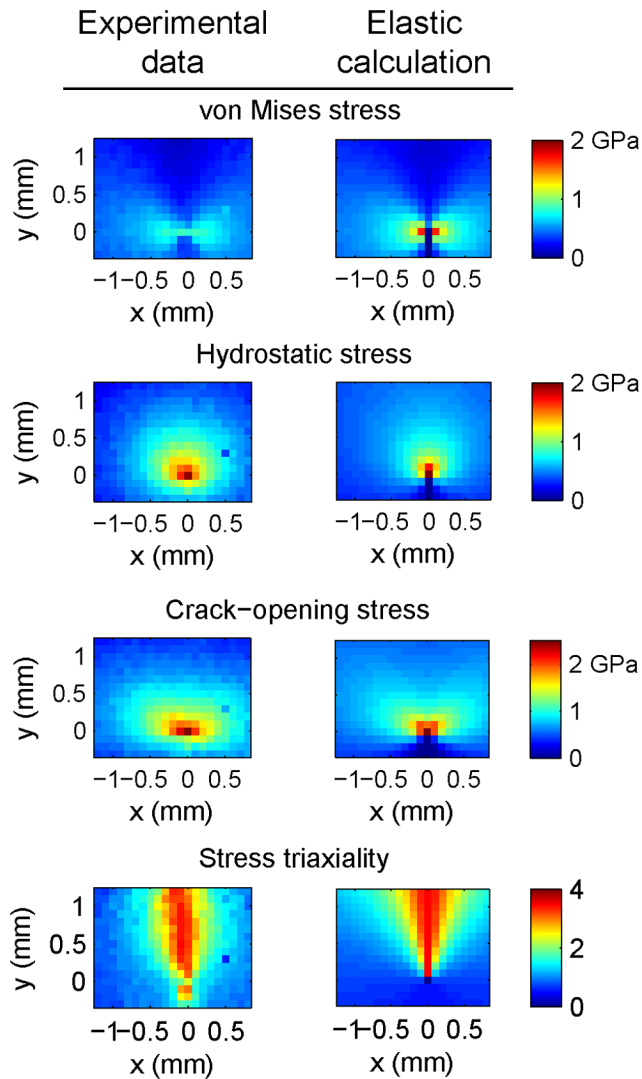 Experimental data
Elastic calculation
von Mises stress
y (mm)
1
0.5
0
−1−0.5 0 0.5
x (mm)
−1−0.5 0 0.5
x (mm)
2 GPa
1
0
Hydrostatic stress
y (mm)
1
0.5
0
−1−0.5 0 0.5
x (mm)
−1−0.5 0 0.5
x (mm)
2 GPa
1
0
Crack−opening stress
y (mm)
1
0.5
0
−1−0.5 0 0.5
x (mm)
−1−0.5 0 0.5
x (mm)
2 GPa
1
0
Stress triaxiality
y (mm)
1
0.5
0
−1−0.5 0 0.5
x (mm)
−1−0.5 0 0.5
x (mm)
4
2
0